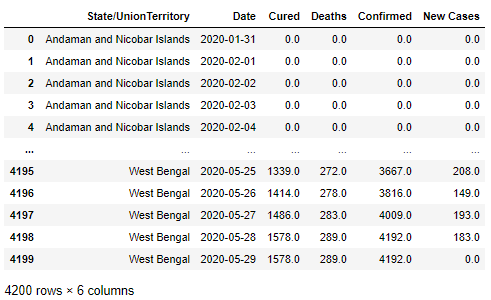 State/UnionTerritory Date Cured Deaths Confirmed New Cases
0 Andaman and Nicobar Islands 2020-01-31 0.0 0.0 0.0 0.0
1 Andaman and Nicobar Islands 2020-02-01 0.0 0.0 0.0 0.0
2 Andaman and Nicobar Islands 2020-02-02 0.0 0.0 0.0 0.0
3 Andaman and Nicobar Islands 2020-02-03 0.0 0.0 0.0 0.0
4 Andaman and Nicobar Islands 2020-02-04 0.0 0.0 0.0 0.0
... ... ... ... ... ... ...
4195 West Bengal 2020-05-25 1339.0 272.0 3667.0 208.0
4196 West Bengal 2020-05-26 1414.0 278.0 3816.0 149.0
4197 West Bengal 2020-05-27 1486.0 283.0 4009.0 193.0
4198 West Bengal 2020-05-28 1578.0 289.0 4192.0 183.0
4199 West Bengal 2020-05-29 1578.0 289.0 4192.0 0.0
4200 rows × 6 columns